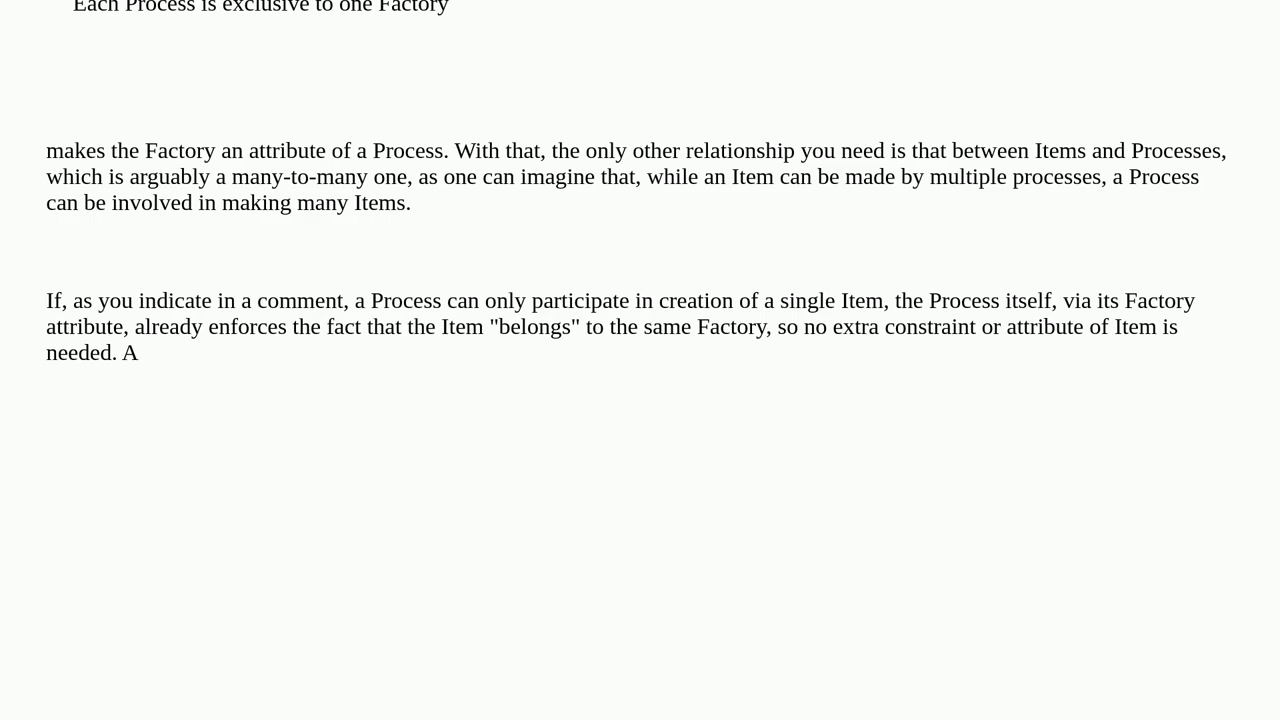 Each Process is exclusive to one Factory
makes the Factory an attribute of a Process. With that, the only other relationship you need is that between Items and Processes,
which is arguably a many-to-many one, as one can imagine that, while an Item can be made by multiple processes, a Process
can be involved in making many Items.
If, as you indicate in a comment, a Process can only participate in creation of a single Item, the Process itself, via its Factory
attribute, already enforces the fact that the Item "belongs" to the same Factory, so no extra constraint or attribute of Item is
needed. A